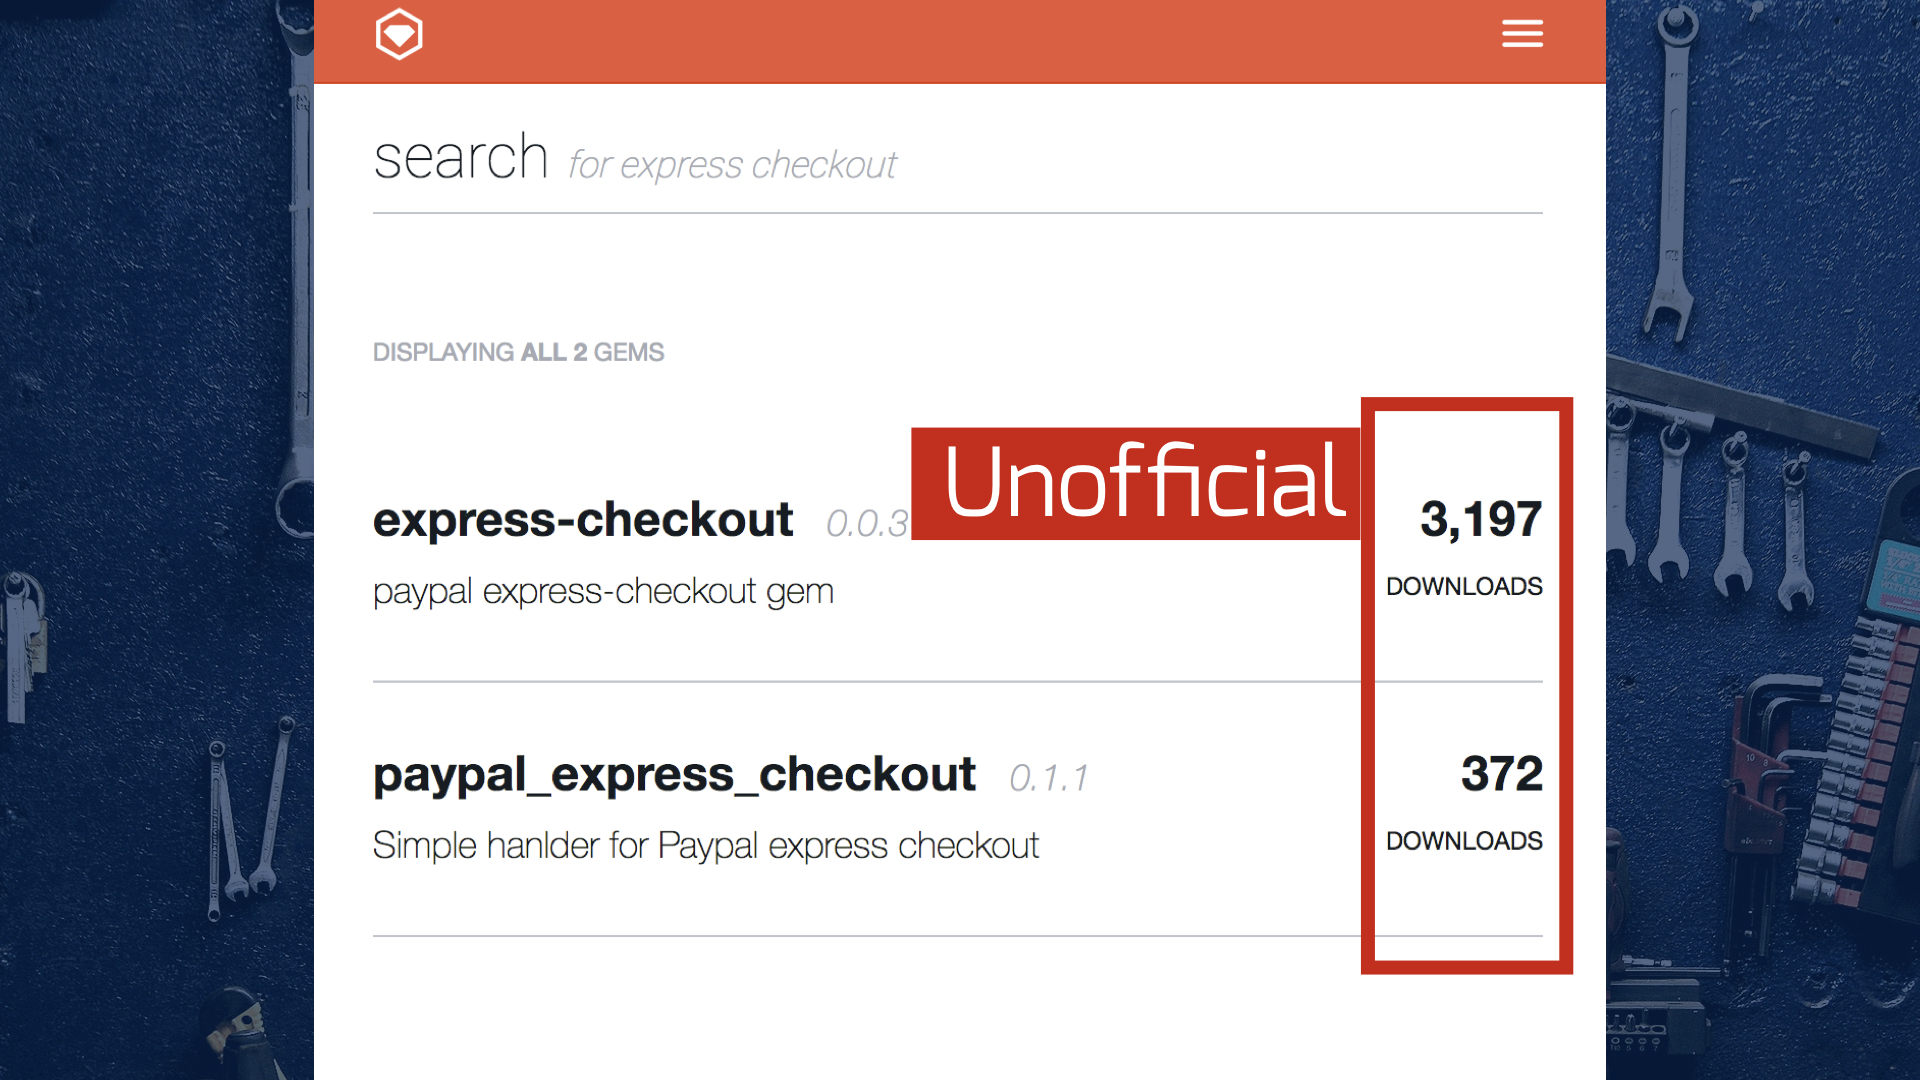 search for express checkout
DISPLAYING ALL 2 GEMS
Unofficial
express-checkout 0.0.3
3,197
paypal express-checkout gem
DOWNLOADS
paypal_express_checkout 0.1.1
372
Simple hanlder for Paypal express checkout
DOWNLOADS